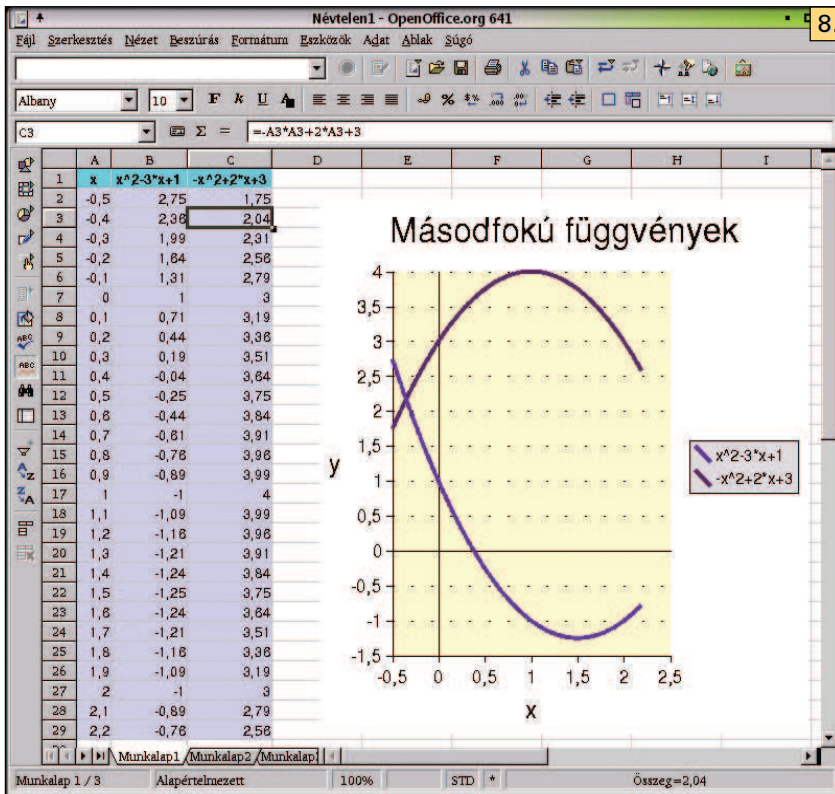 Névtelen1 - OpenOffice.org 641
8.
Fájl Szerkesztés Nézet Beszúrás Formátum Eszközök Adat Ablak Súgó
Albany 10 F k U A
C3 Σ = =-A3*A3+2*A3+3
A B C D E F G H I
1 x x^2-3*x+1 -x^2+2*x+3
2 -0,5 2,75 1,75
3 -0,4 2,36 2,04
4 -0,3 1,99 2,31
5 -0,2 1,64 2,56
6 -0,1 1,31 2,79
7 0 1 3
8 0,1 0,71 3,19
9 0,2 0,44 3,36
10 0,3 0,19 3,51
11 0,4 -0,04 3,64
12 0,5 -0,25 3,75
13 0,6 -0,44 3,84
14 0,7 -0,61 3,91
15 0,8 -0,76 3,96
16 0,9 -0,89 3,99
17 1 -1 4
18 1,1 -1,09 3,99
19 1,2 -1,16 3,96
20 1,3 -1,21 3,91
21 1,4 -1,24 3,84
22 1,5 -1,25 3,75
23 1,6 -1,24 3,64
24 1,7 -1,21 3,51
25 1,8 -1,16 3,36
26 1,9 -1,09 3,19
27 2 -1 3
28 2,1 -0,89 2,79
29 2,2 -0,76 2,56
Másodfokú függvények
4
3,5
3
2,5
2
1,5
1
0,5
0
-0,5
-1
-1,5
y
-0,5 0 0,5 1 1,5 2 2,5
x
x^2-3*x+1
-x^2+2*x+3
Munkalap1 Munkalap2 Munkalap
Munkalap 1 / 3 Alapértelmezett 100% STD * Összeg=2,04